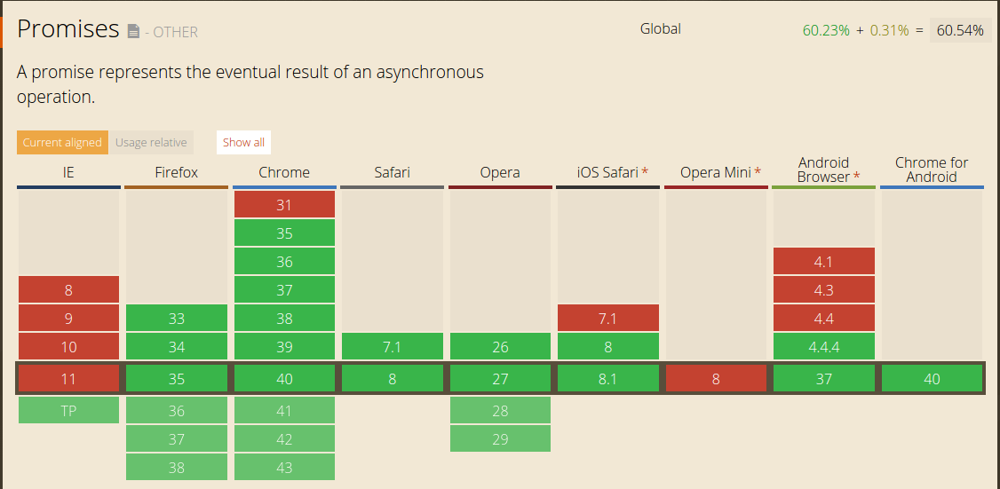 Promises - OTHER
Global 60.23% + 0.31% = 60.54%
A promise represents the eventual result of an asynchronous
operation.
Current aligned Usage relative Show all
IE Firefox Chrome Safari Opera iOS Safari * Opera Mini * Android Browser * Chrome for Android
31
35
36 4.1
8 37 4.3
9 33 38 7.1 4.4
10 34 39 7.1 26 8 4.4.4
11 35 40 8 27 8.1 8 37 40
TP 36 41 28
37 42 29
38 43